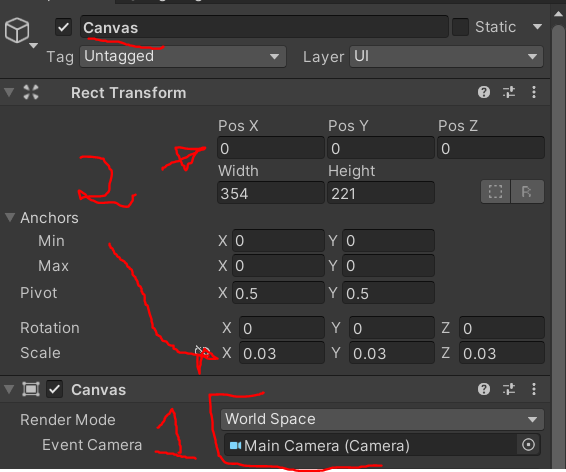 Canvas Static
Tag Untagged Layer UI
Rect Transform
Pos X Pos Y Pos Z
0 0 0
Width Height
354 221
R
2
Anchors
Min X 0 Y 0
Max X 0 Y 0
Pivot X 0.5 Y 0.5
Rotation X 0 Y 0 Z 0
Scale X 0.03 Y 0.03 Z 0.03
Canvas
Render Mode World Space
1
Event Camera Main Camera (Camera)